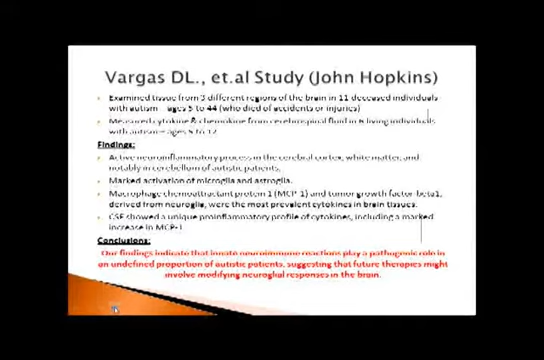 Vargas DL., et.al Study (John Hopkins)
Examined tissue from 3 different regions of the brain in 11 deceased individuals
with autism – ages 5 to 44 (who died of accidents or injuries)
Measured cytokine & chemokine from cerebrospinal fluid in 6 living individuals
with autism – ages 5 to 12
Findings:
Active neuroinflammatory process in the cerebral cortex, white matter, and
notably in cerebellum of autistic patients.
Marked activation of microglia and astroglia.
Macrophage chemoattractant protein 1 (MCP-1) and tumor growth factor-beta1,
derived from neuroglia, were the most prevalent cytokines in brain tissues.
CSF showed a unique proinflammatory profile of cytokines, including a marked
increase in MCP-1
Conclusions:
Our findings indicate that innate neuroimmune reactions play a pathogenic role in
an undefined proportion of autistic patients, suggesting that future therapies might
involve modifying neuroglial responses in the brain.